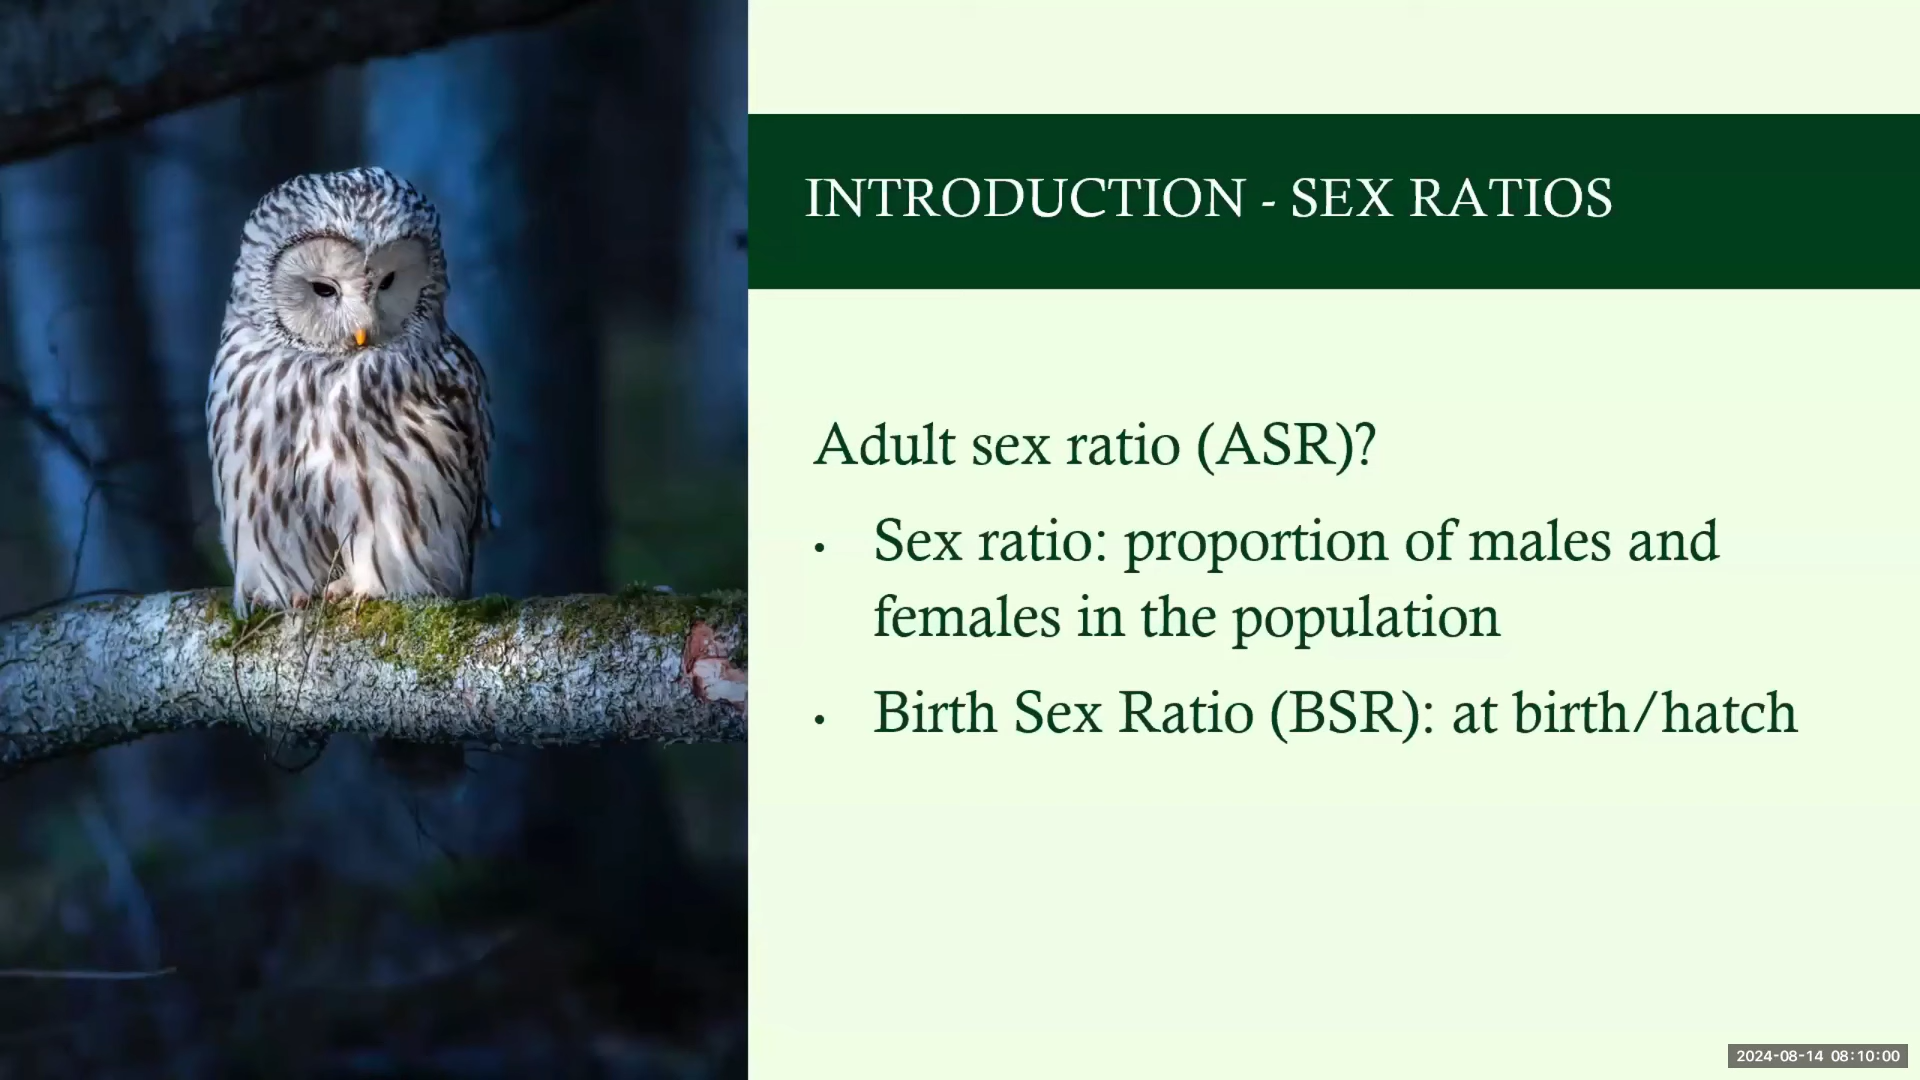 INTRODUCTION - SEX RATIOS
Adult sex ratio (ASR)?
• Sex ratio: proportion of males and
females in the population
• Birth Sex Ratio (BSR): at birth/hatch
2024-08-14 08:10:00